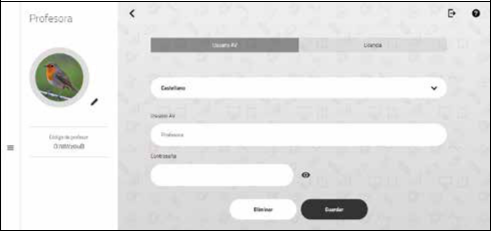 Profesora
Código de profesor
Usuario AV
Licencia
Castellano
Usuario AV
Profesora
Contraseña
Eliminar
Guardar